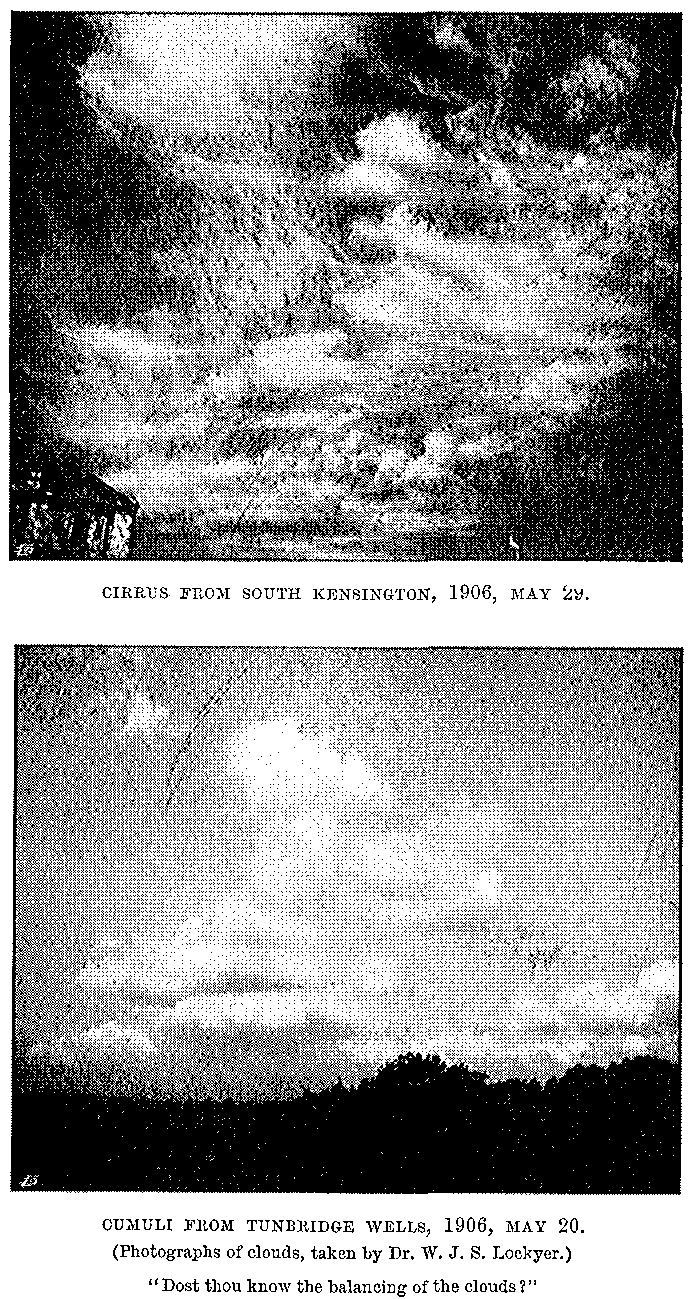 CIRRUS FROM SOUTH KENSINGTON, 1906, MAY 29.
CUMULI FROM TUNBRIDGE WELLS, 1906, MAY 20.
(Photographs of clouds, taken by Dr. W. J. S. Lockyer.)
"Dost thou know the balancing of the clouds?"